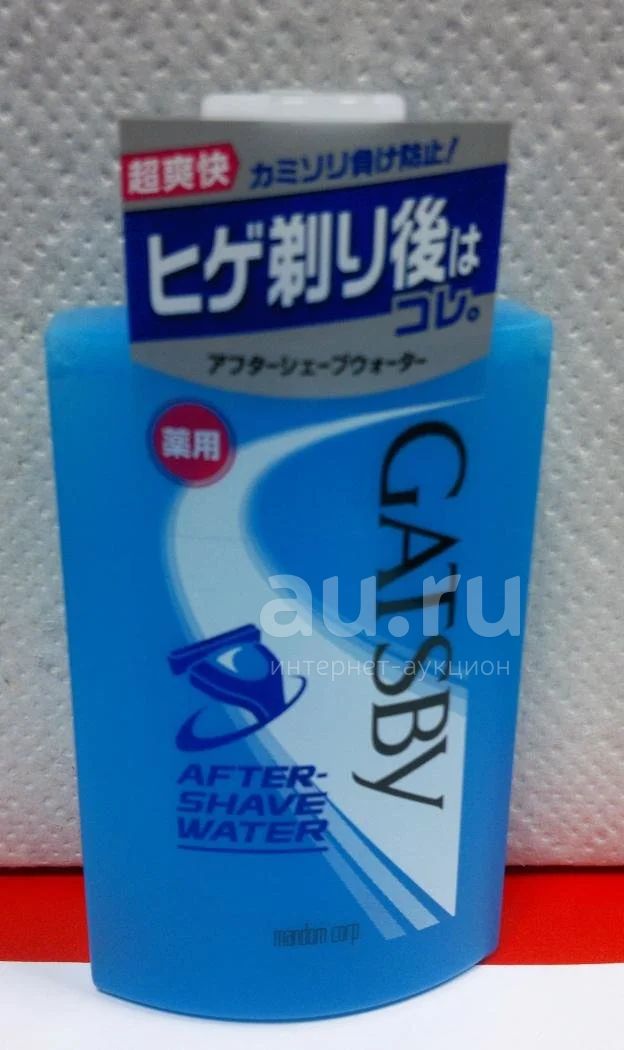 超爽快
カミソリ負け防止!
ヒゲ剃り後は
コレ。
アフターシェーブウォーター
薬用
GATSBY
au.ru
интернет-аукцион
AFTER-
SHAVE
WATER
mandom corp